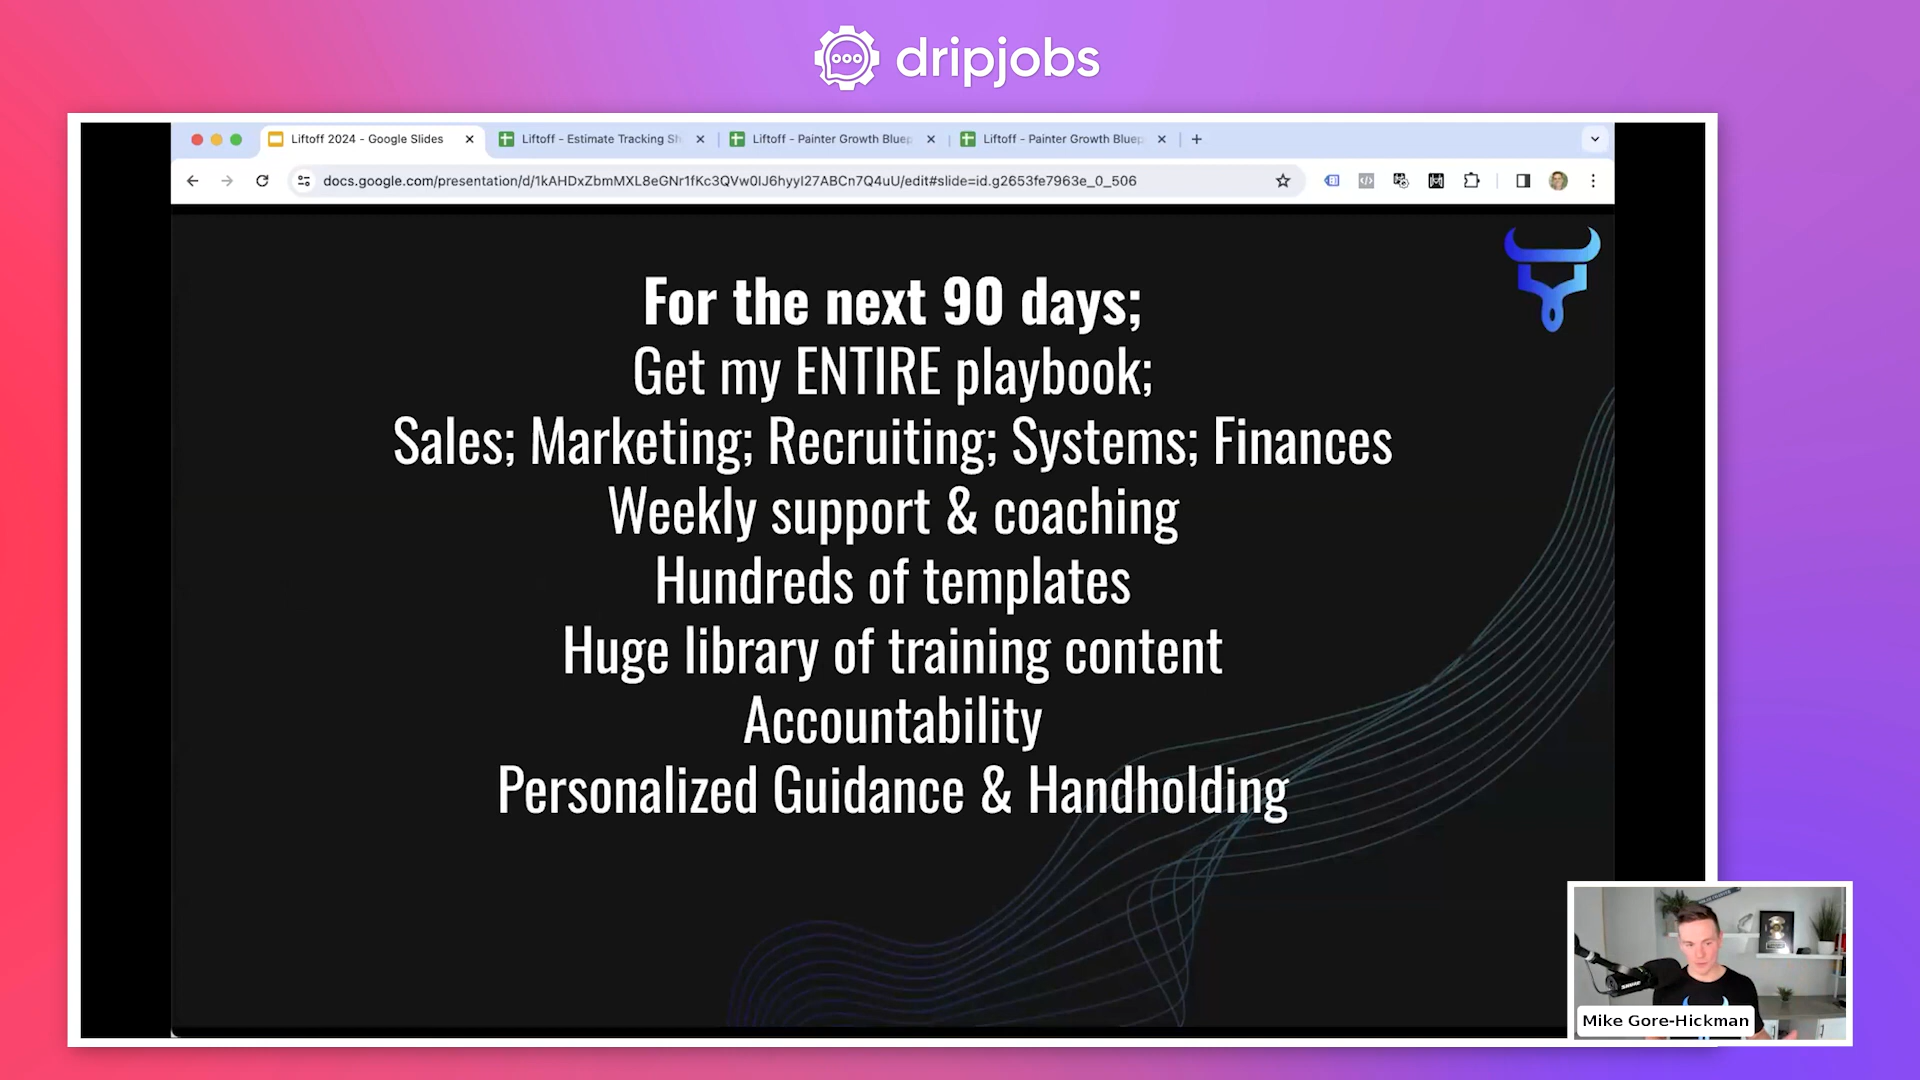 dripjobs
Liftoff 2024 - Google Slides
Liftoff - Estimate Tracking Sh
Liftoff - Painter Growth Bluep
Liftoff - Painter Growth Bluep
docs.google.com/presentation/d/1kAHDxZbmMXL8eGNr1fKc3QVw0IJ6hyyI27ABCn7Q4uU/edit#slide=id.g2653fe7963e_0_506
For the next 90 days;
Get my ENTIRE playbook;
Sales; Marketing; Recruiting; Systems; Finances
Weekly support & coaching
Hundreds of templates
Huge library of training content
Accountability
Personalized Guidance & Handholding
SHURE
Mike Gore-Hickman